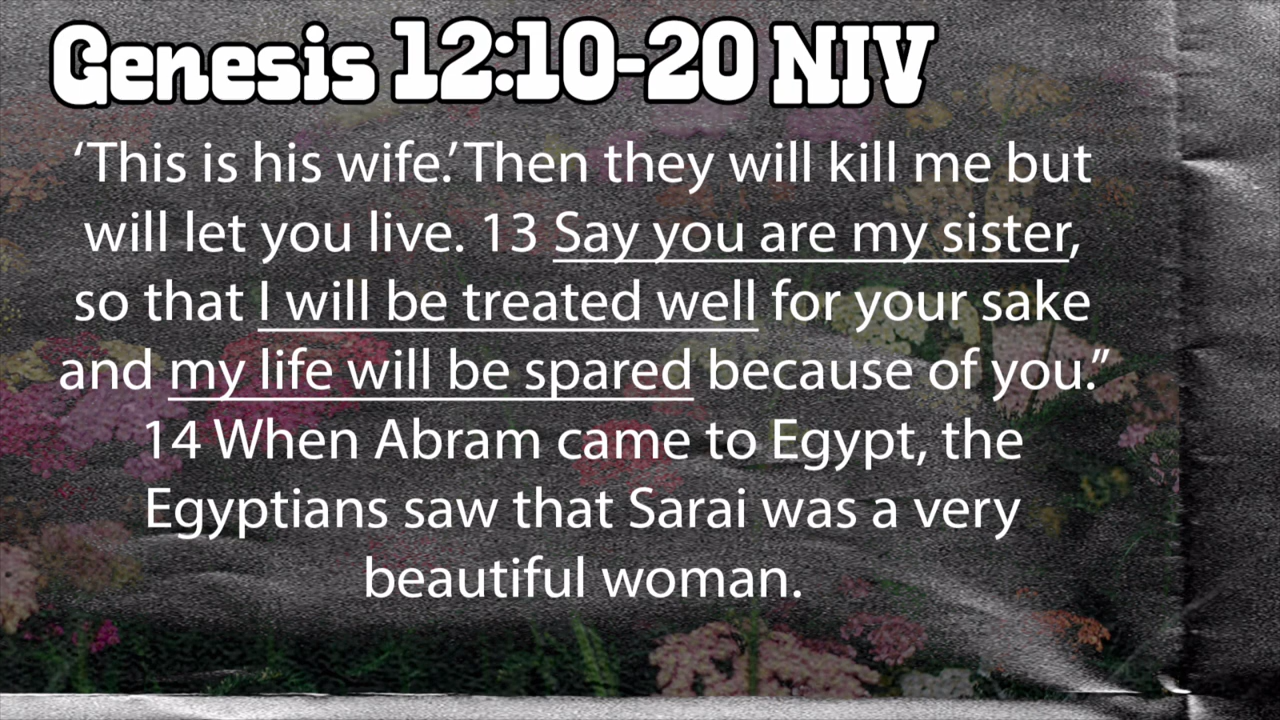 Genesis 12:10-20 NIV
‘This is his wife.’ Then they will kill me but
will let you live. 13 Say you are my sister,
so that I will be treated well for your sake
and my life will be spared because of you.”
14 When Abram came to Egypt, the
Egyptians saw that Sarai was a very
beautiful woman.